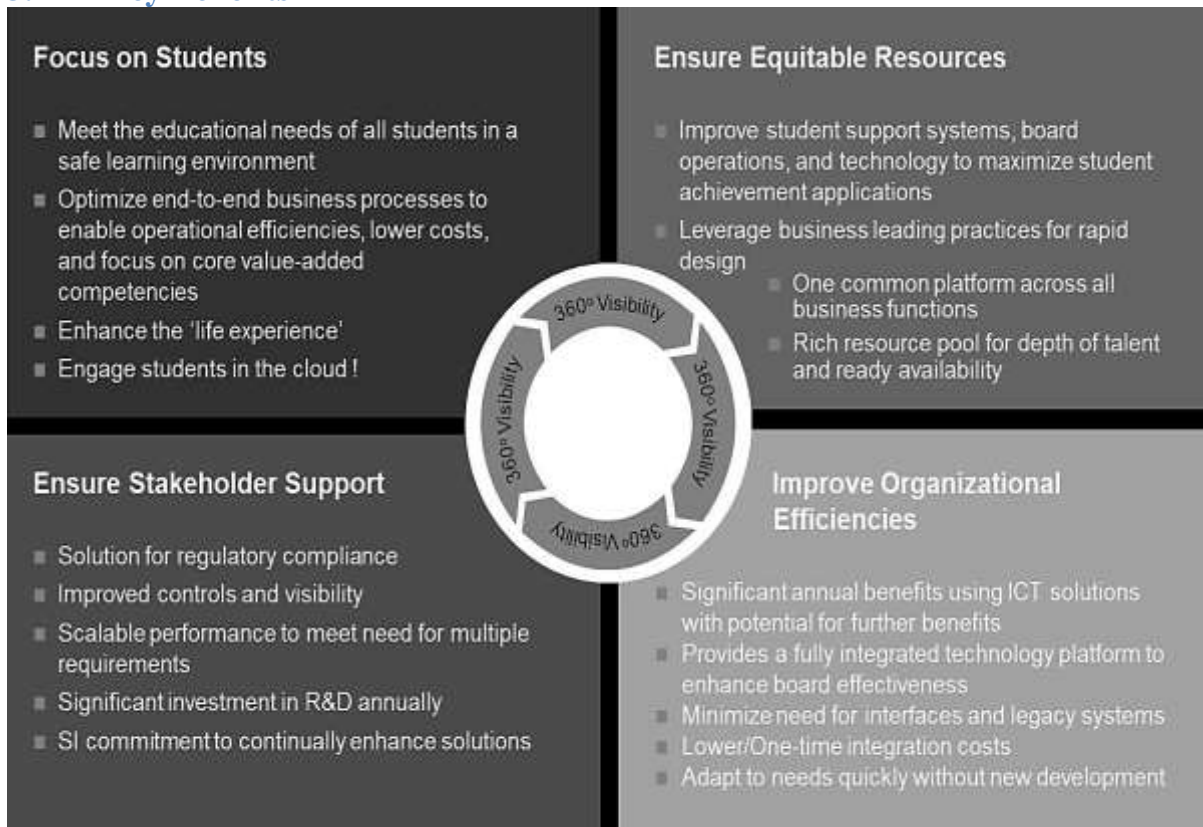 Focus on Students
Meet the educational needs of all students in a
safe learning environment
Optimize end-to-end business processes to
enable operational efficiencies, lower costs,
and focus on core value-added
competencies
Enhance the ‘life experience’
Engage students in the cloud !
Ensure Equitable Resources
Improve student support systems, board
operations, and technology to maximize student
achievement applications
Leverage business leading practices for rapid
design
One common platform across all
business functions
Rich resource pool for depth of talent
and ready availability
360º Visibility
360º Visibility
360º Visibility
360º Visibility
Ensure Stakeholder Support
Solution for regulatory compliance
Improved controls and visibility
Scalable performance to meet need for multiple
requirements
Significant investment in R&D annually
SI commitment to continually enhance solutions
Improve Organizational
Efficiencies
Significant annual benefits using ICT solutions
with potential for further benefits
Provides a fully integrated technology platform to
enhance board effectiveness
Minimize need for interfaces and legacy systems
Lower/One-time integration costs
Adapt to needs quickly without new development